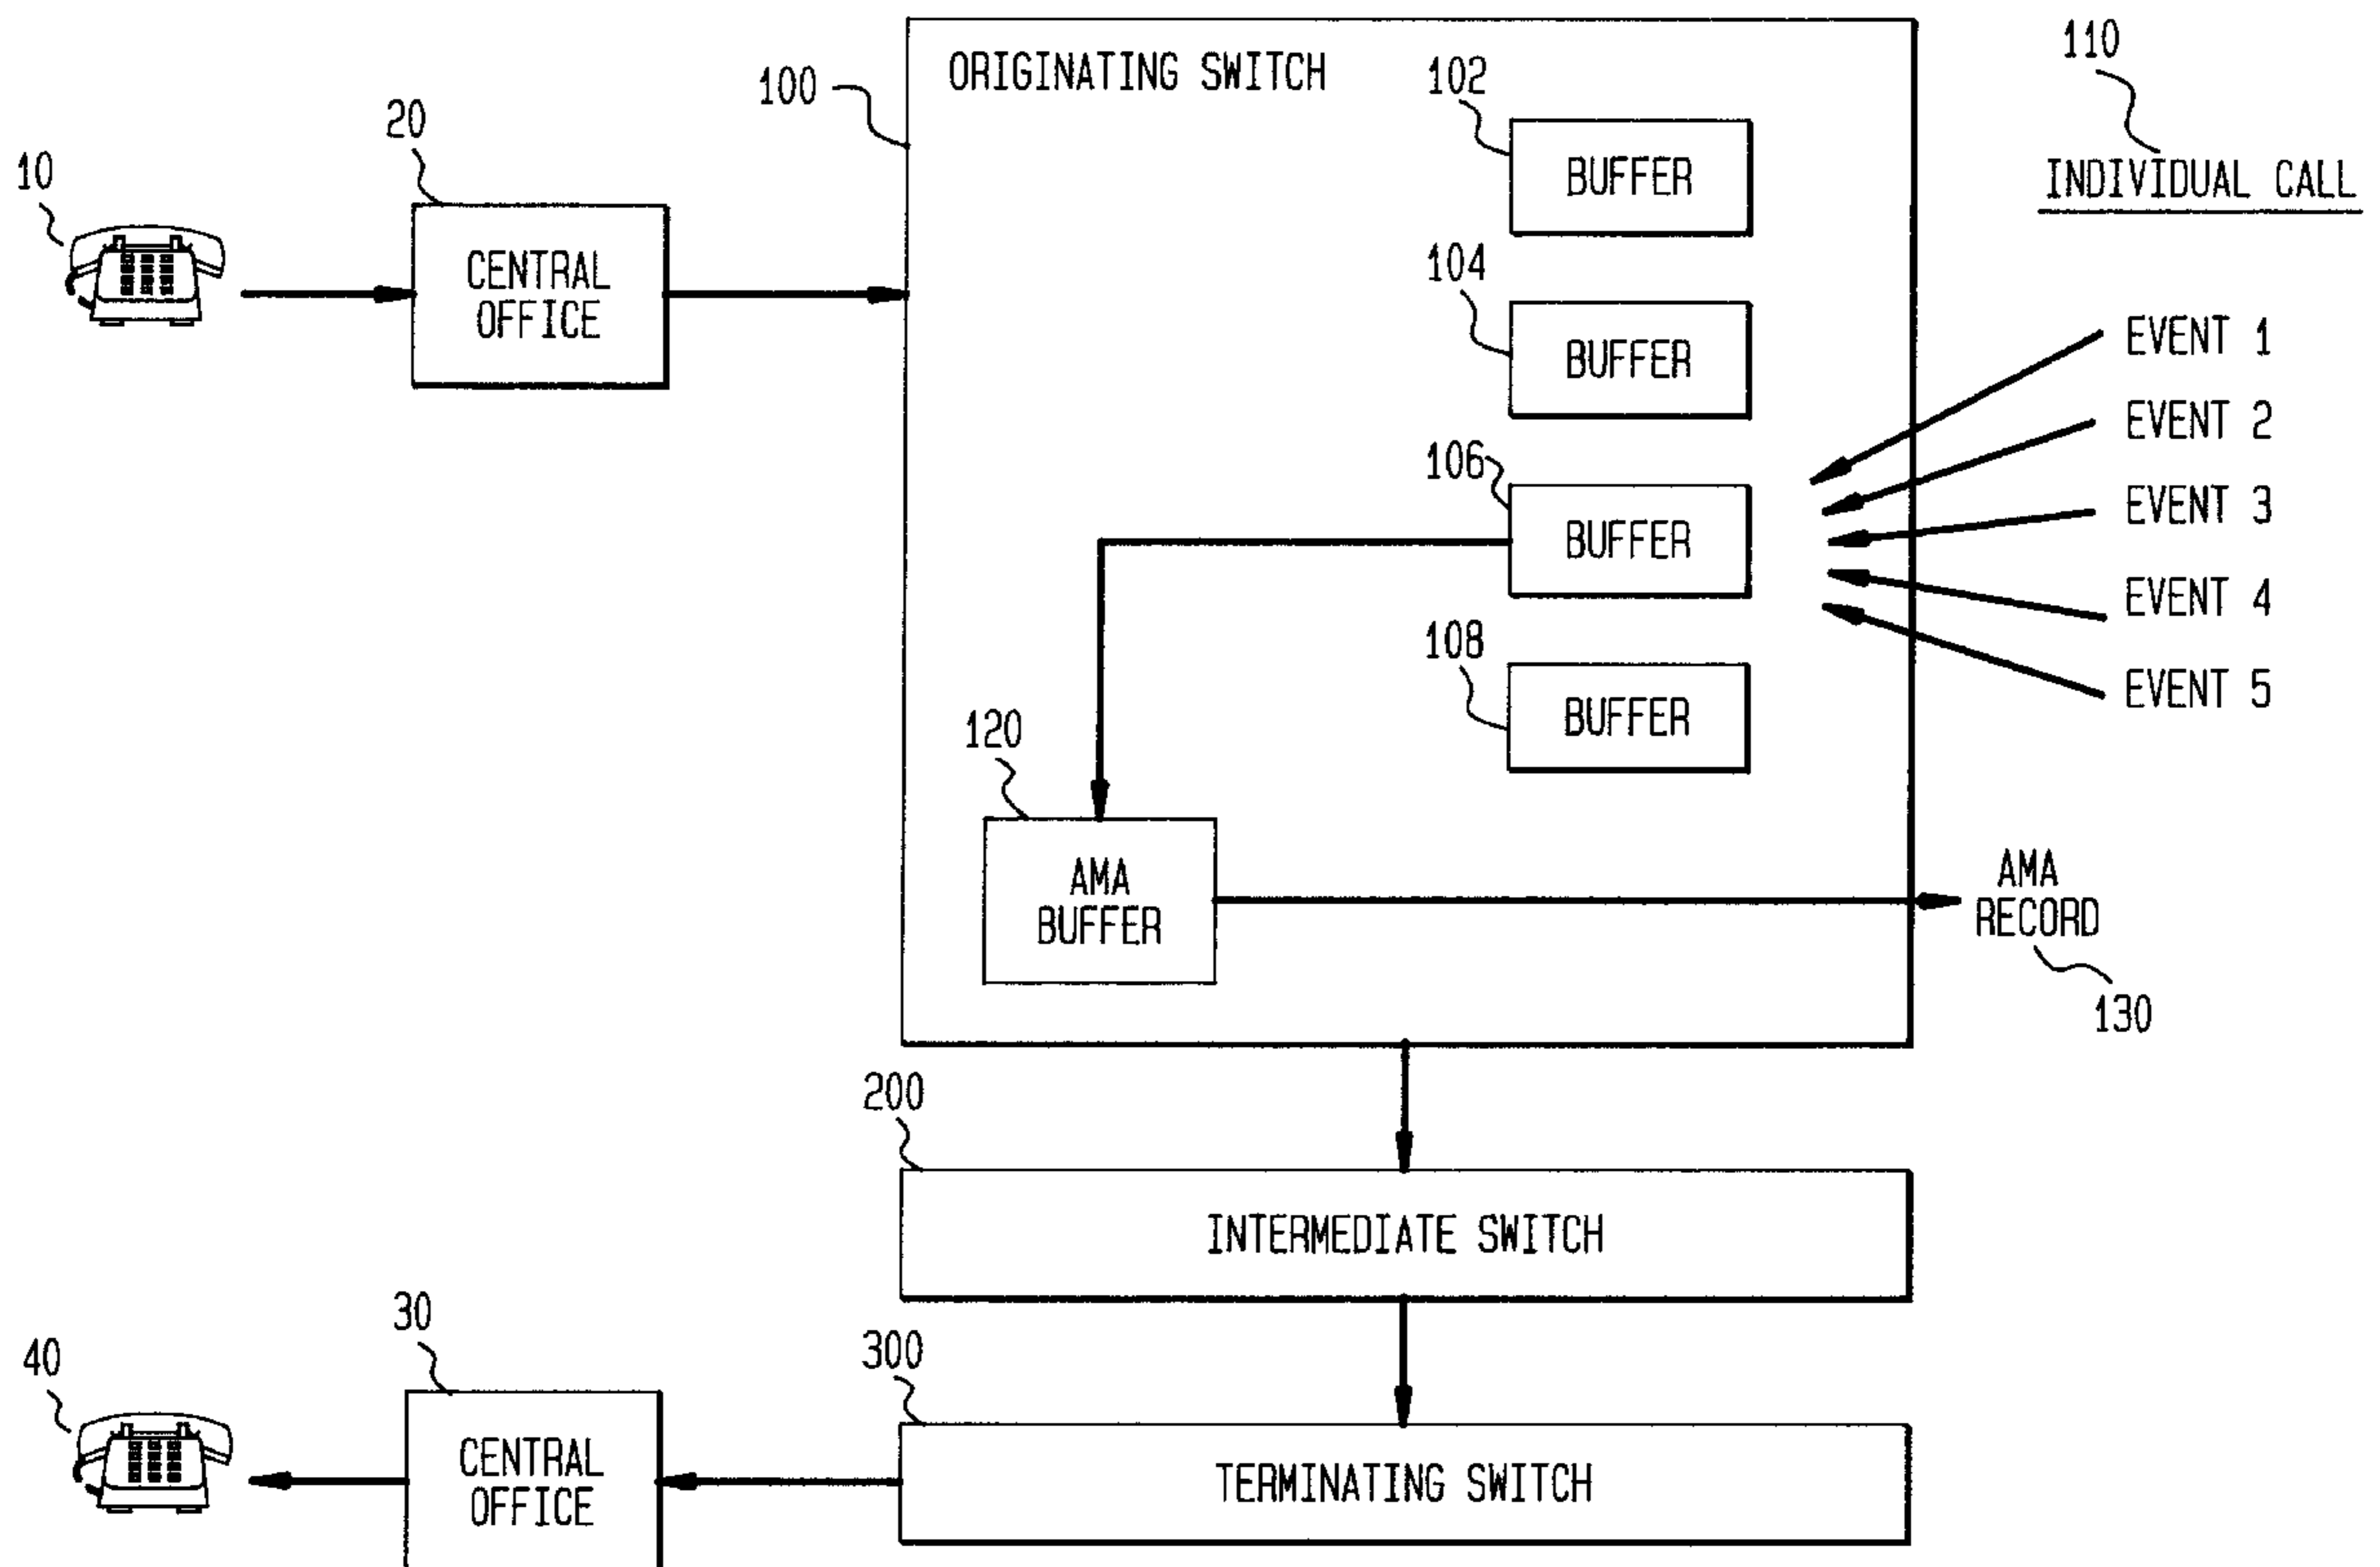 110
ORIGINATING SWITCH
102
100
20
BUFFER
INDIVIDUAL CALL
10
CENTRAL
OFFICE
104
BUFFER
EVENT 1
EVENT 2
106
EVENT 3
BUFFER
EVENT 4
108
EVENT 5
BUFFER
120
AMA
BUFFER
AMA
RECORD
130
200
INTERMEDIATE SWITCH
30
300
40
CENTRAL
OFFICE
TERMINATING SWITCH